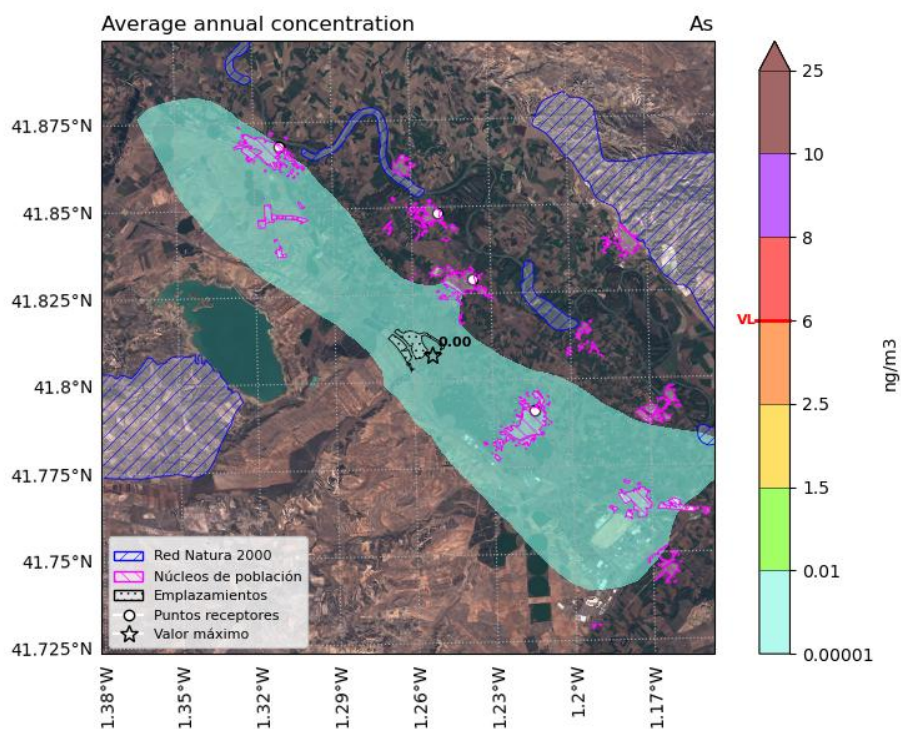 Average annual concentration As
41.875°N
41.85°N
41.825°N
41.8°N
41.775°N
41.75°N
41.725°N
0.00
Red Natura 2000
Núcleos de población
Emplazamientos
Puntos receptores
Valor máximo
1.38°W
1.35°W
1.32°W
1.29°W
1.26°W
1.23°W
1.2°W
1.17°W
25
10
8
VL
6
2.5
1.5
0.01
0.00001
ng/m3